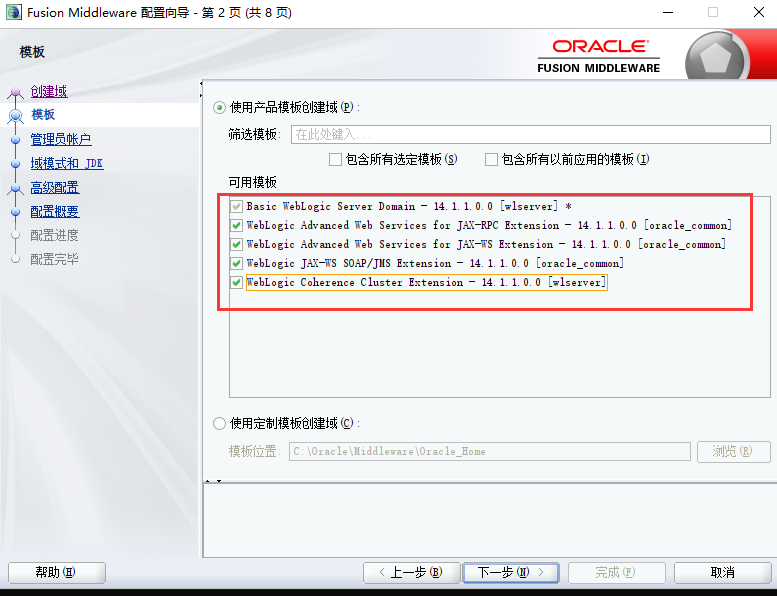 Fusion Middleware 配置向导 - 第 2 页 (共 8 页)
模板
ORACLE
FUSION MIDDLEWARE
创建域
模板
管理员帐户
域模式和 JDK
高级配置
配置概要
配置进度
配置完毕
使用产品模板创建域(P):
筛选模板: 在此处键入...
包含所有选定模板(S) 包含所有以前应用的模板(I)
可用模板
Basic WebLogic Server Domain - 14.1.1.0.0 [wlserver] *
WebLogic Advanced Web Services for JAX-RPC Extension - 14.1.1.0.0 [oracle_common]
WebLogic Advanced Web Services for JAX-WS Extension - 14.1.1.0.0 [oracle_common]
WebLogic JAX-WS SOAP/JMS Extension - 14.1.1.0.0 [oracle_common]
WebLogic Coherence Cluster Extension - 14.1.1.0.0 [wlserver]
使用定制模板创建域(C):
模板位置: C:\Oracle\Middleware\Oracle_Home 浏览(R)
帮助(H) < 上一步(B) 下一步(N) > 完成(F) 取消